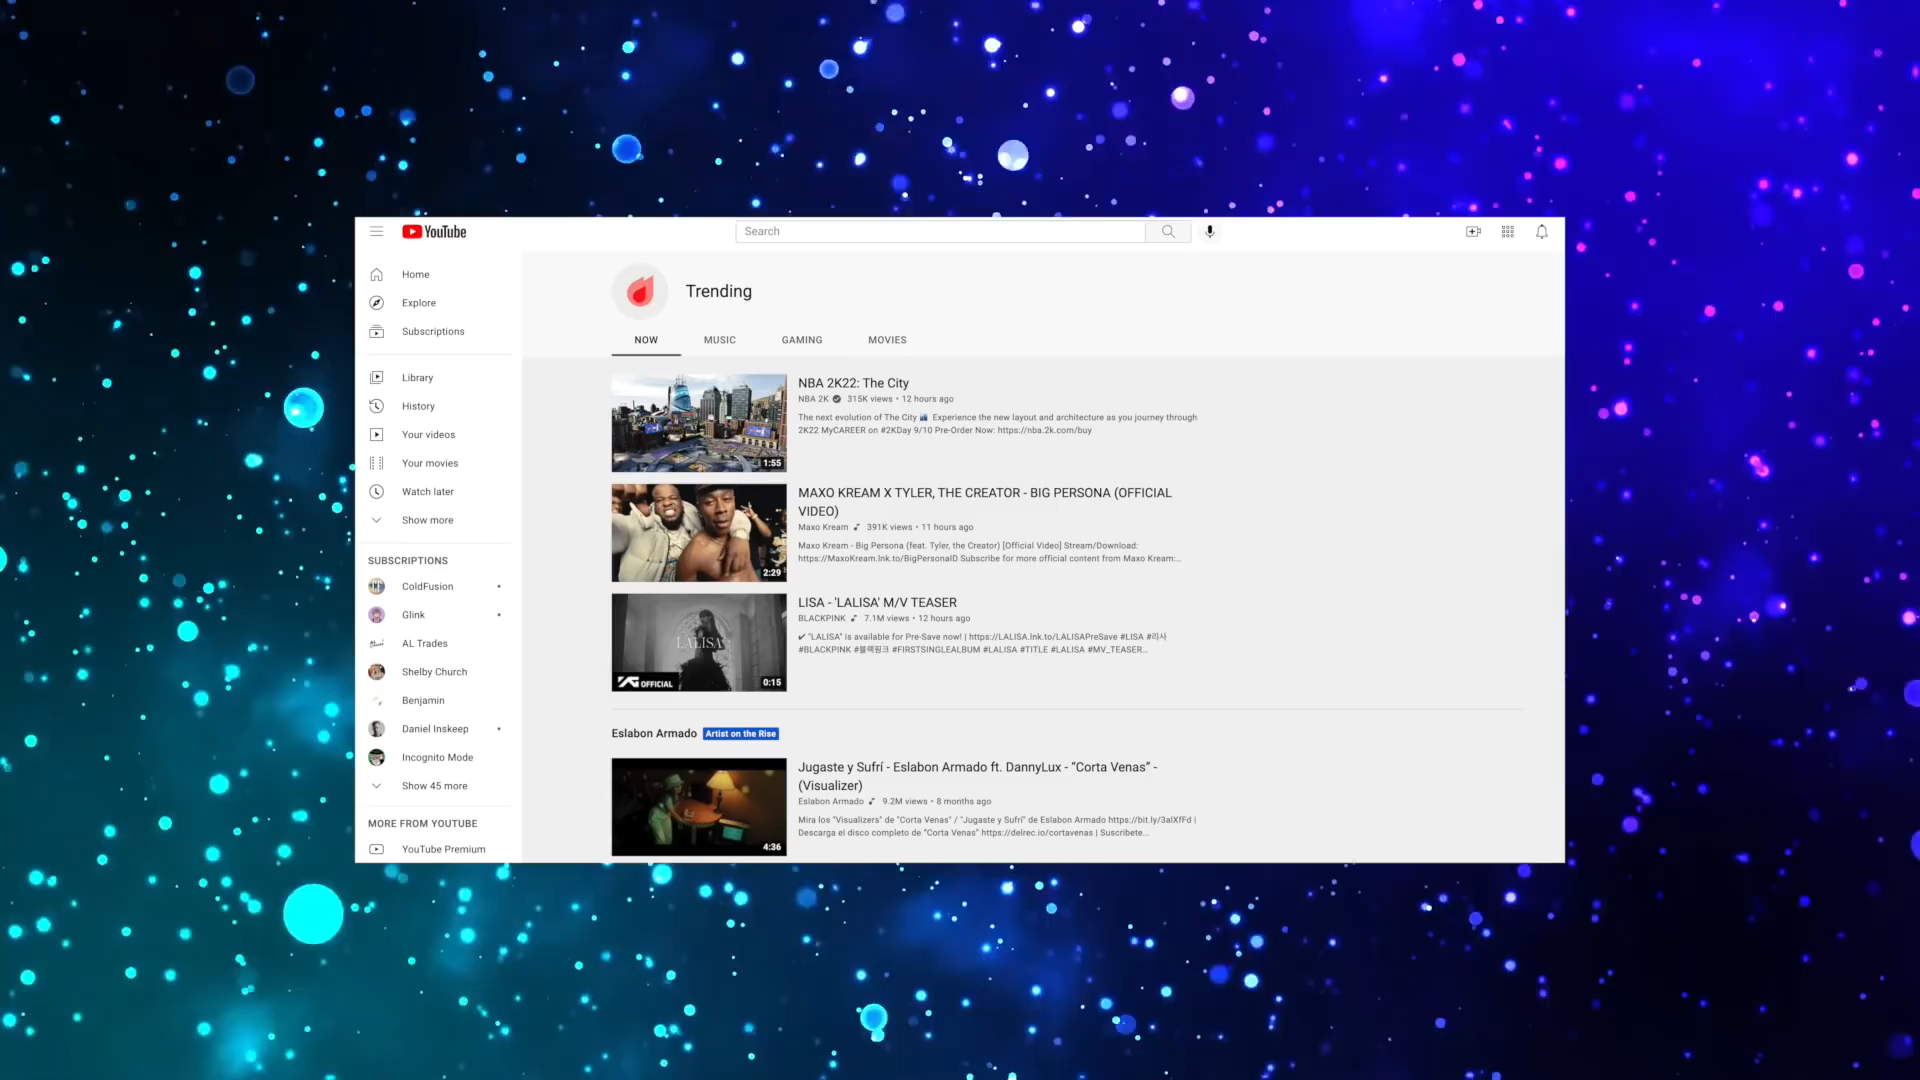 YouTube
Search
Home
Explore
Subscriptions
Library
History
Your videos
Your movies
Watch later
Show more
SUBSCRIPTIONS
ColdFusion
Glink
AL Trades
Shelby Church
Benjamin
Daniel Inskeep
Incognito Mode
Show 45 more
MORE FROM YOUTUBE
YouTube Premium
Trending
NOW MUSIC GAMING MOVIES
1:55
NBA 2K22: The City
NBA 2K 315K views • 12 hours ago
The next evolution of The City 🏙 Experience the new layout and architecture as you journey through
2K22 MyCAREER on #2KDay 9/10 Pre-Order Now: https://nba.2k.com/buy
2:29
MAXO KREAM X TYLER, THE CREATOR - BIG PERSONA (OFFICIAL
VIDEO)
Maxo Kream 391K views • 11 hours ago
Maxo Kream - Big Persona (feat. Tyler, the Creator) [Official Video] Stream/Download:
https://MaxoKream.lnk.to/BigPersonaID Subscribe for more official content from Maxo Kream:...
LALISA
YG OFFICIAL
0:15
LISA - 'LALISA' M/V TEASER
BLACKPINK 7.1M views • 12 hours ago
✔ "LALISA" is available for Pre-Save now! | https://LALISA.lnk.to/LALISAPreSave #LISA #리사
#BLACKPINK #블랙핑크 #FIRSTSINGLEALBUM #LALISA #TITLE #LALISA #MV_TEASER...
Eslabon Armado Artist on the Rise
4:36
Jugaste y Sufrí - Eslabon Armado ft. DannyLux - “Corta Venas” -
(Visualizer)
Eslabon Armado 9.2M views • 8 months ago
Mira los "Visualizers" de "Corta Venas" / "Jugaste y Sufrí" de Eslabon Armado https://bit.ly/3alXfFd |
Descarga el disco completo de “Corta Venas” https://delrec.io/cortavenas | Suscribete...